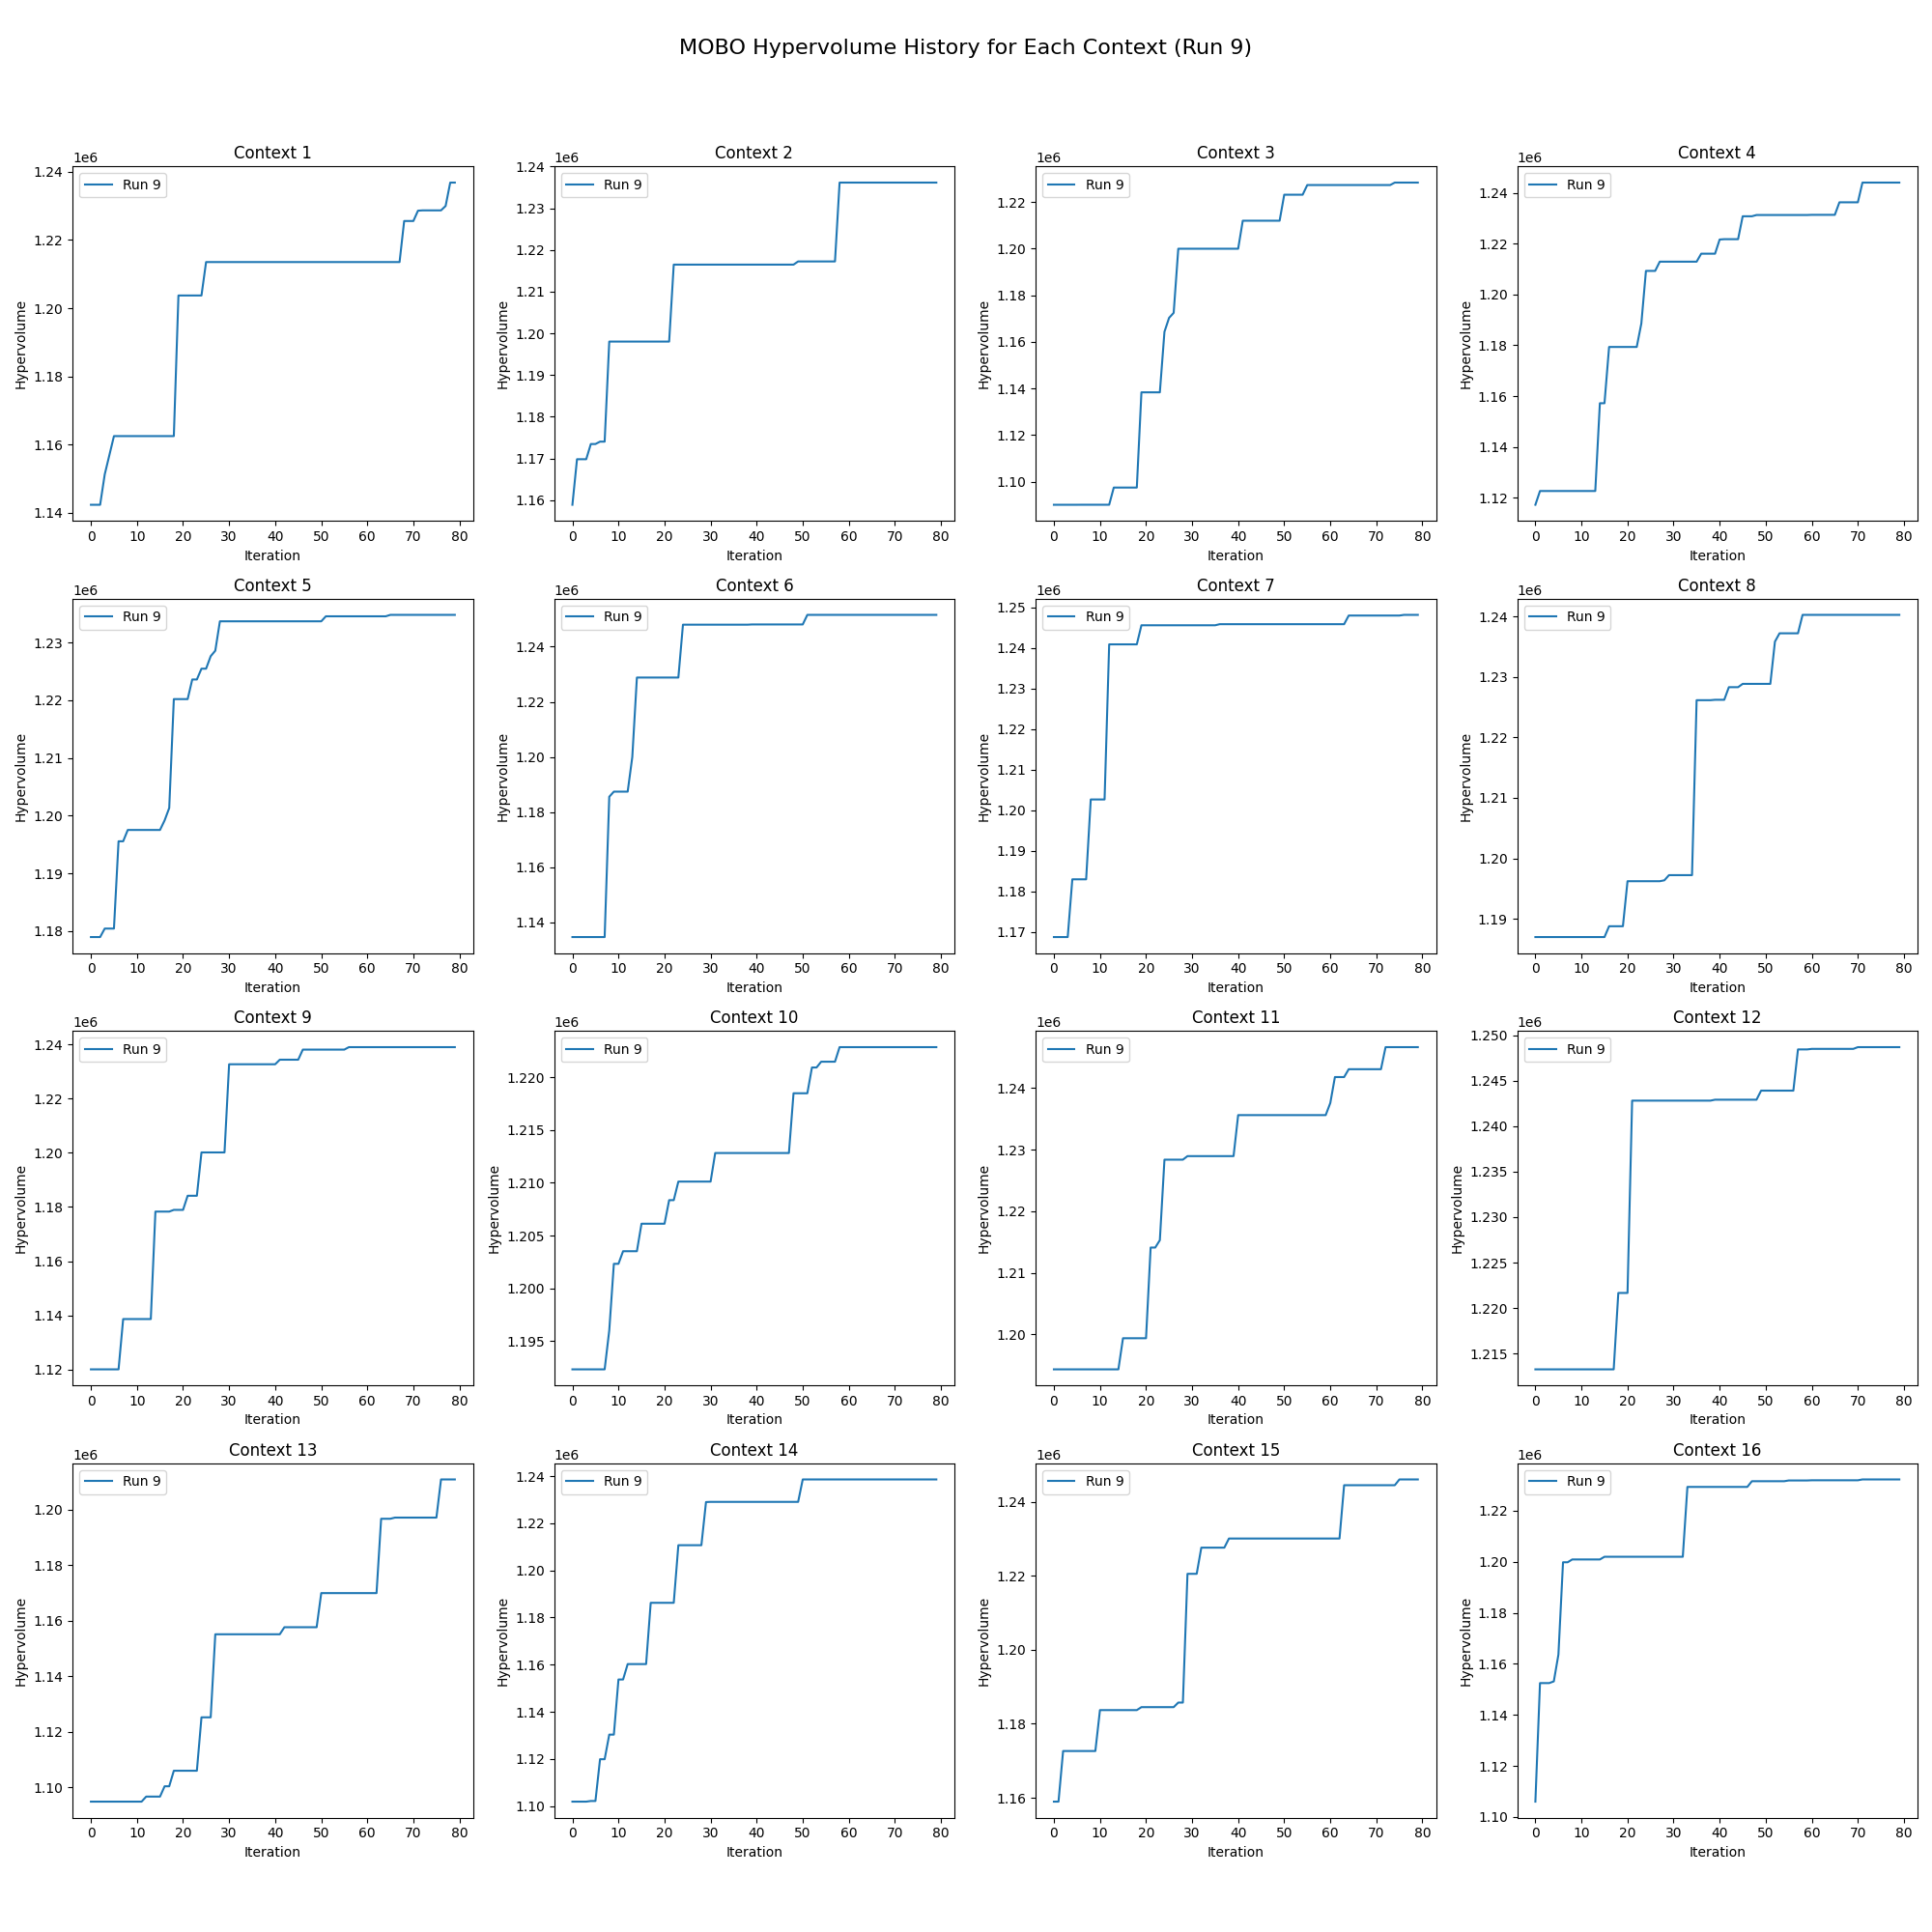 MOBO Hypervolume History for Each Context (Run 9)
Context 1
1e6
Run 9
1.24
1.22
1.20
1.18
1.16
1.14
Hypervolume
0 10 20 30 40 50 60 70 80
Iteration
Context 2
1e6
Run 9
1.24
1.23
1.22
1.21
1.20
1.19
1.18
1.17
1.16
Hypervolume
0 10 20 30 40 50 60 70 80
Iteration
Context 3
1e6
Run 9
1.22
1.20
1.18
1.16
1.14
1.12
1.10
Hypervolume
0 10 20 30 40 50 60 70 80
Iteration
Context 4
1e6
Run 9
1.24
1.22
1.20
1.18
1.16
1.14
1.12
Hypervolume
0 10 20 30 40 50 60 70 80
Iteration
Context 5
1e6
Run 9
1.23
1.22
1.21
1.20
1.19
1.18
Hypervolume
0 10 20 30 40 50 60 70 80
Iteration
Context 6
1e6
Run 9
1.24
1.22
1.20
1.18
1.16
1.14
Hypervolume
0 10 20 30 40 50 60 70 80
Iteration
Context 7
1e6
Run 9
1.25
1.24
1.23
1.22
1.21
1.20
1.19
1.18
1.17
Hypervolume
0 10 20 30 40 50 60 70 80
Iteration
Context 8
1e6
Run 9
1.24
1.23
1.22
1.21
1.20
1.19
Hypervolume
0 10 20 30 40 50 60 70 80
Iteration
Context 9
1e6
Run 9
1.24
1.22
1.20
1.18
1.16
1.14
1.12
Hypervolume
0 10 20 30 40 50 60 70 80
Iteration
Context 10
1e6
Run 9
1.220
1.215
1.210
1.205
1.200
1.195
Hypervolume
0 10 20 30 40 50 60 70 80
Iteration
Context 11
1e6
Run 9
1.24
1.23
1.22
1.21
1.20
Hypervolume
0 10 20 30 40 50 60 70 80
Iteration
Context 12
1e6
Run 9
1.250
1.245
1.240
1.235
1.230
1.225
1.220
1.215
Hypervolume
0 10 20 30 40 50 60 70 80
Iteration
Context 13
1e6
Run 9
1.20
1.18
1.16
1.14
1.12
1.10
Hypervolume
0 10 20 30 40 50 60 70 80
Iteration
Context 14
1e6
Run 9
1.24
1.22
1.20
1.18
1.16
1.14
1.12
1.10
Hypervolume
0 10 20 30 40 50 60 70 80
Iteration
Context 15
1e6
Run 9
1.24
1.22
1.20
1.18
1.16
Hypervolume
0 10 20 30 40 50 60 70 80
Iteration
Context 16
1e6
Run 9
1.22
1.20
1.18
1.16
1.14
1.12
1.10
Hypervolume
0 10 20 30 40 50 60 70 80
Iteration